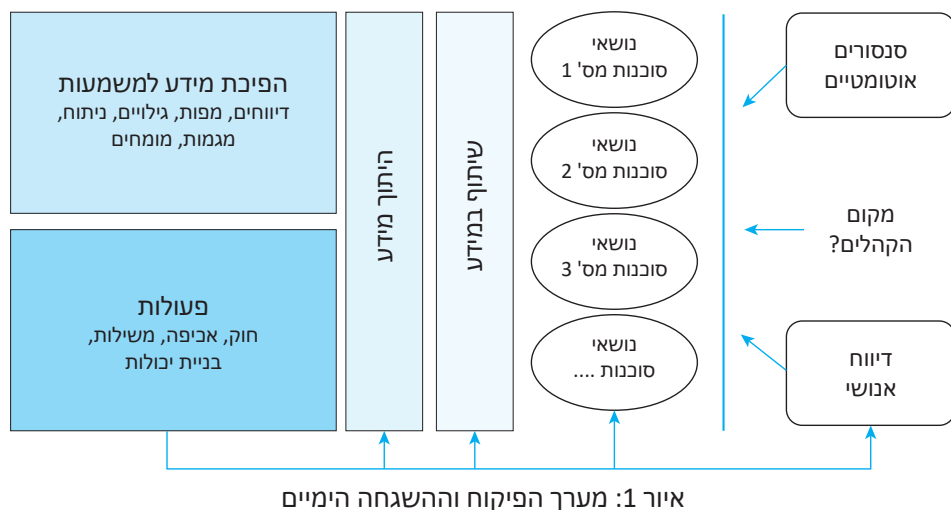 סנסורים
אוטומטיים
מקום
הקהלים?
דיווח
אנושי
נושאי
סוכנות מס' 1
נושאי
סוכנות מס' 2
נושאי
סוכנות מס' 3
נושאי
סוכנות ....
שיתוף במידע
היתוך מידע
הפיכת מידע למשמעות
דיווחים, מפות, גילויים, ניתוח,
מגמות, מומחים
פעולות
חוק, אכיפה, משילות,
בניית יכולות
איור 1: מערך הפיקוח וההשגחה הימיים